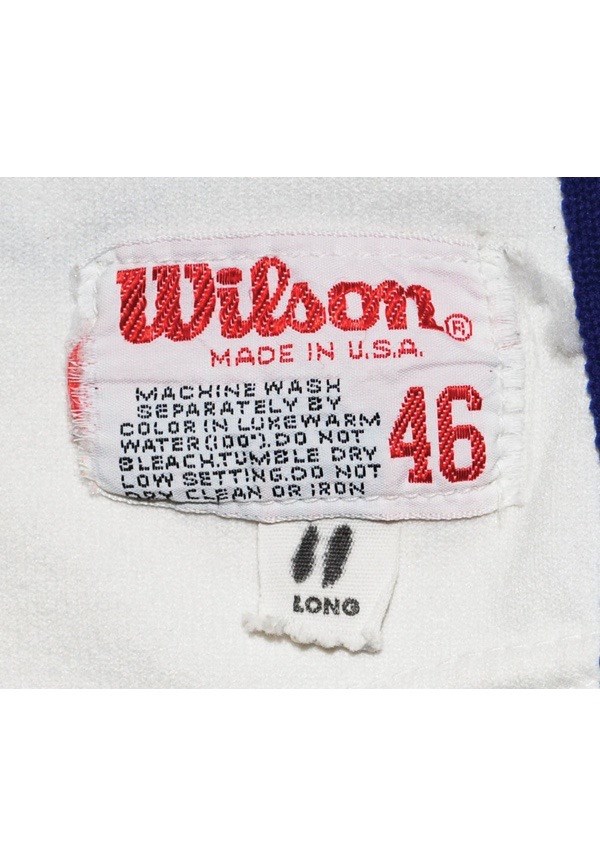 Wilson®
MADE IN U.S.A.
MACHINE WASH
SEPARATELY BY
COLOR IN LUKEWARM
WATER(100°).DO NOT
BLEACH.TUMBLE DRY
LOW SETTING.DO NOT
DRY CLEAN OR IRON
46
LONG